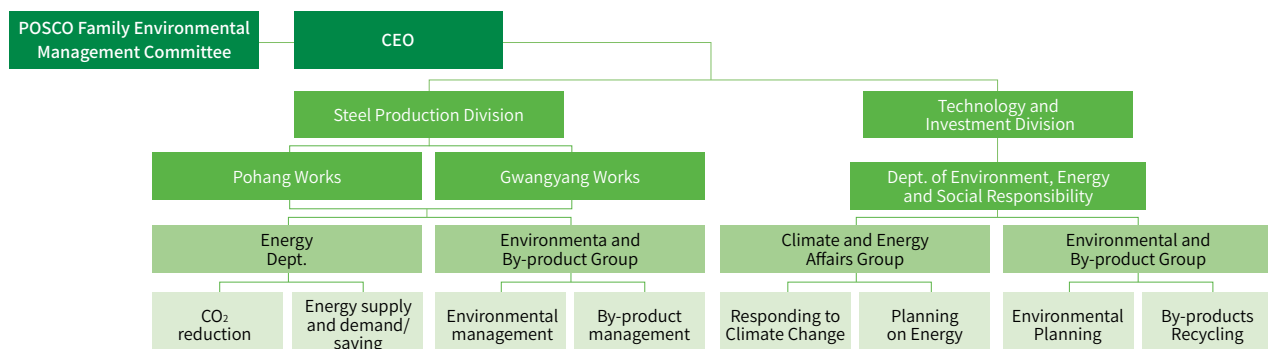 POSCO Family Environmental
Management Committee
CEO
Steel Production Division
Technology and
Investment Division
Pohang Works
Gwangyang Works
Dept. of Environment, Energy
and Social Responsibility
Energy
Dept.
Environmenta and
By-product Group
Climate and Energy
Affairs Group
Environmental and
By-product Group
CO₂
reduction
Energy supply
and demand/
saving
Environmental
management
By-product
management
Responding to
Climate Change
Planning
on Energy
Environmental
Planning
By-products
Recycling